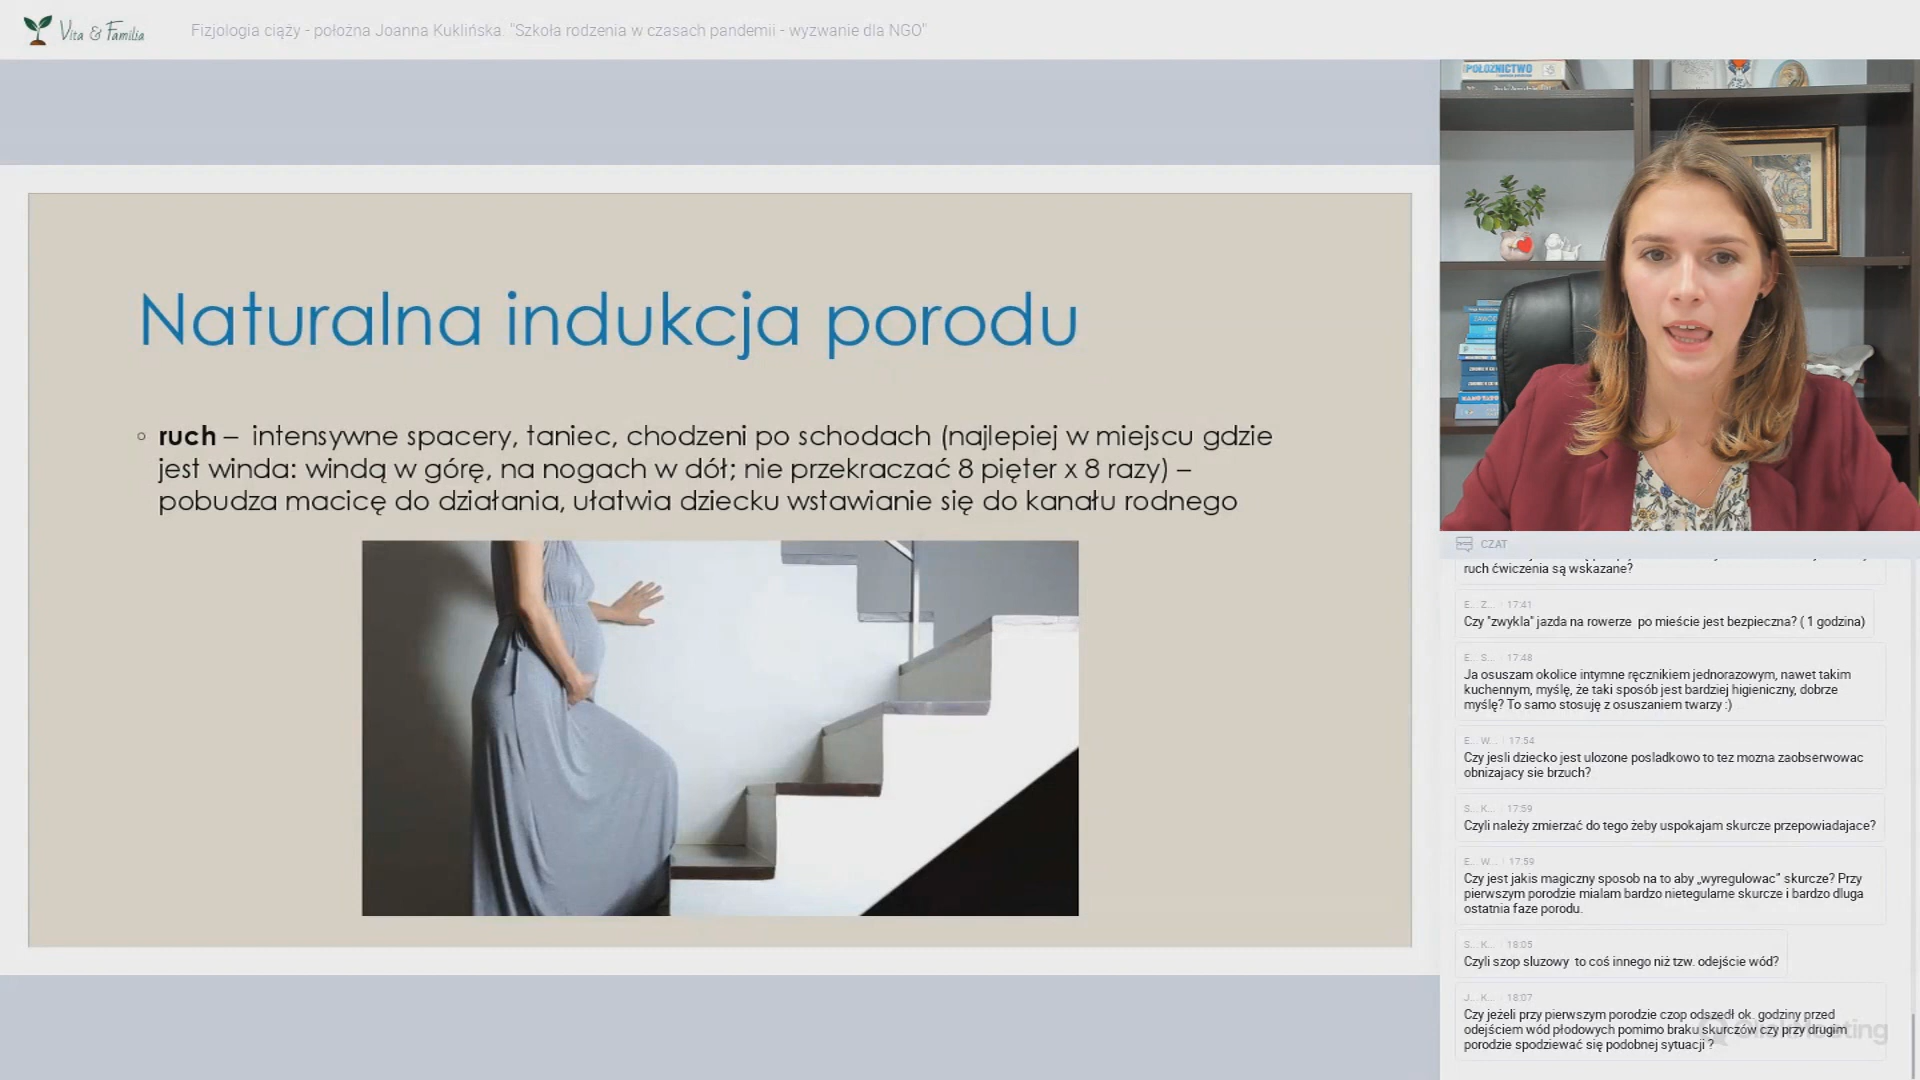 Vita & Familia
Fizjologia ciąży - położna Joanna Kuklińska. "Szkoła rodzenia w czasach pandemii - wyzwanie dla NGO"
POŁOŻNICTWO
Naturalna indukcja porodu
ruch – intensywne spacery, taniec, chodzeni po schodach (najlepiej w miejscu gdzie
jest winda: windą w górę, na nogach w dół; nie przekraczać 8 pięter x 8 razy) –
pobudza macicę do działania, ułatwia dziecku wstawianie się do kanału rodnego
CZAT
ruch ćwiczenia są wskazane?
E... Z... 17:41
Czy "zwykla" jazda na rowerze po mieście jest bezpieczna? ( 1 godzina)
E... S... 17:48
Ja osuszam okolice intymne ręcznikiem jednorazowym, nawet takim
kuchennym, myślę, że taki sposób jest bardziej higieniczny, dobrze
myślę? To samo stosuję z osuszaniem twarzy :)
E... W... 17:54
Czy jesli dziecko jest ulozone posladkowo to tez mozna zaobserwowac
obnizajacy sie brzuch?
S... K... 17:59
Czyli należy zmierzać do tego żeby uspokajam skurcze przepowiadajace?
E... W... 17:59
Czy jest jakis magiczny sposob na to aby „wyregulowac” skurcze? Przy
pierwszym porodzie mialam bardzo nietegularne skurcze i bardzo dluga
ostatnia faze porodu.
S... K... 18:05
Czyli szop sluzowy to coś innego niż tzw. odejście wód?
J... K... 18:07
Czy jeżeli przy pierwszym porodzie czop odszedł ok. godziny przed
odejściem wód płodowych pomimo braku skurczów czy przy drugim
porodzie spodziewać się podobnej sytuacji ?
ClickMeeting